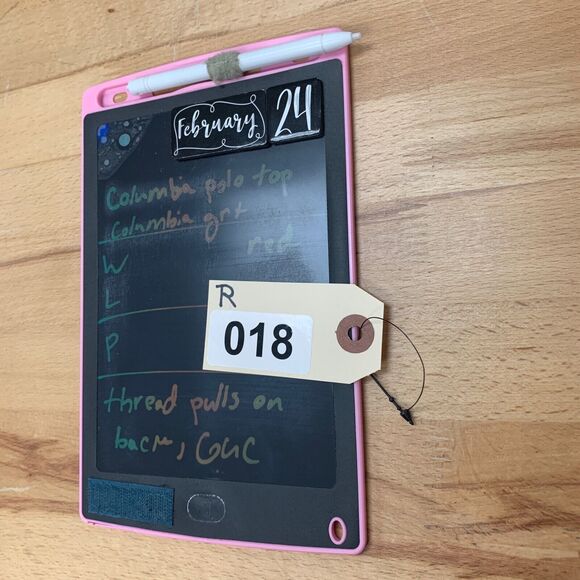 February 24
Columbia polo top
Columbia grt
red
W
L
R
018
P
thread pulls on
back, GUC